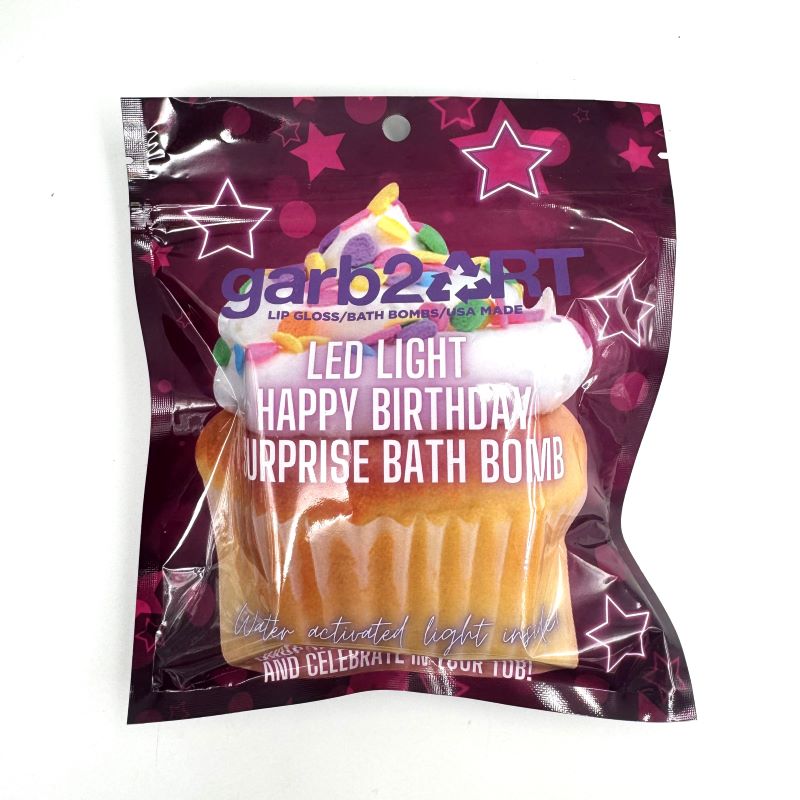 garb2ART
LIP GLOSS/BATH BOMBS/USA MADE
LED LIGHT
HAPPY BIRTHDAY
SURPRISE BATH BOMB
Water activated light inside
AND CELEBRATE IN YOUR TUB!